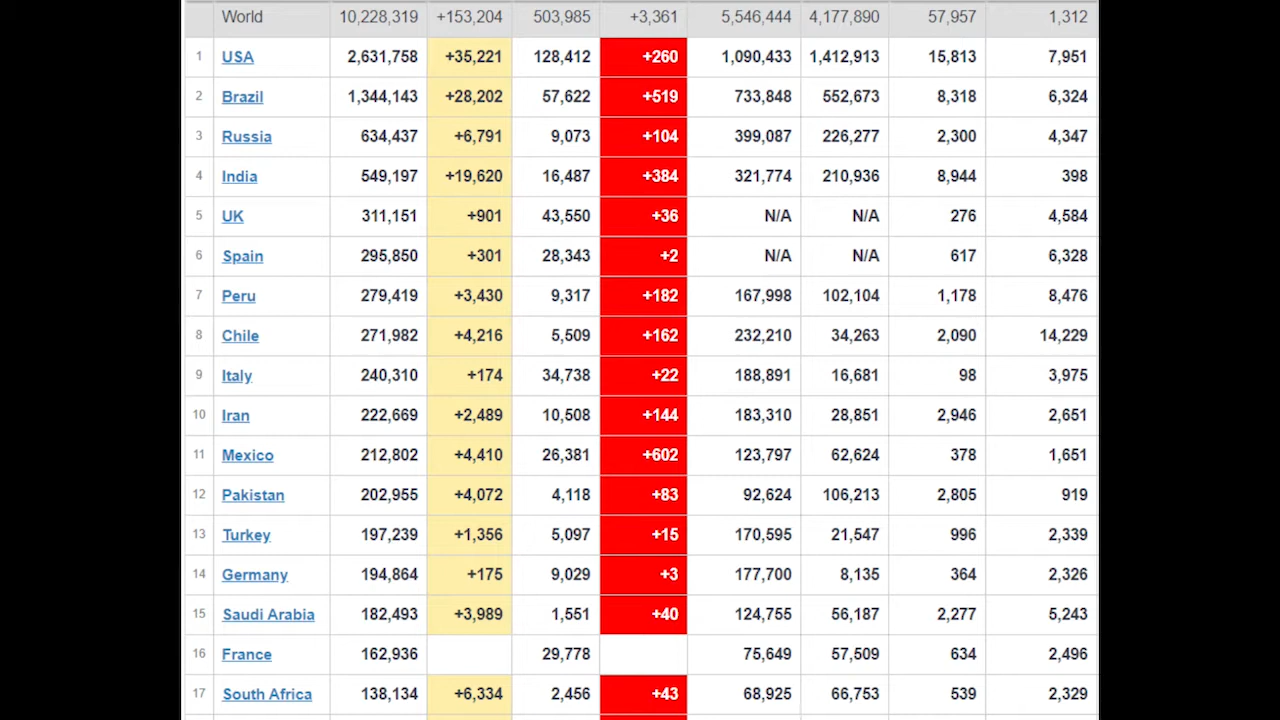 World 10,228,319 +153,204 503,985 +3,361 5,546,444 4,177,890 57,957 1,312
1 USA 2,631,758 +35,221 128,412 +260 1,090,433 1,412,913 15,813 7,951
2 Brazil 1,344,143 +28,202 57,622 +519 733,848 552,673 8,318 6,324
3 Russia 634,437 +6,791 9,073 +104 399,087 226,277 2,300 4,347
4 India 549,197 +19,620 16,487 +384 321,774 210,936 8,944 398
5 UK 311,151 +901 43,550 +36 N/A N/A 276 4,584
6 Spain 295,850 +301 28,343 +2 N/A N/A 617 6,328
7 Peru 279,419 +3,430 9,317 +182 167,998 102,104 1,178 8,476
8 Chile 271,982 +4,216 5,509 +162 232,210 34,263 2,090 14,229
9 Italy 240,310 +174 34,738 +22 188,891 16,681 98 3,975
10 Iran 222,669 +2,489 10,508 +144 183,310 28,851 2,946 2,651
11 Mexico 212,802 +4,410 26,381 +602 123,797 62,624 378 1,651
12 Pakistan 202,955 +4,072 4,118 +83 92,624 106,213 2,805 919
13 Turkey 197,239 +1,356 5,097 +15 170,595 21,547 996 2,339
14 Germany 194,864 +175 9,029 +3 177,700 8,135 364 2,326
15 Saudi Arabia 182,493 +3,989 1,551 +40 124,755 56,187 2,277 5,243
16 France 162,936 29,778 75,649 57,509 634 2,496
17 South Africa 138,134 +6,334 2,456 +43 68,925 66,753 539 2,329